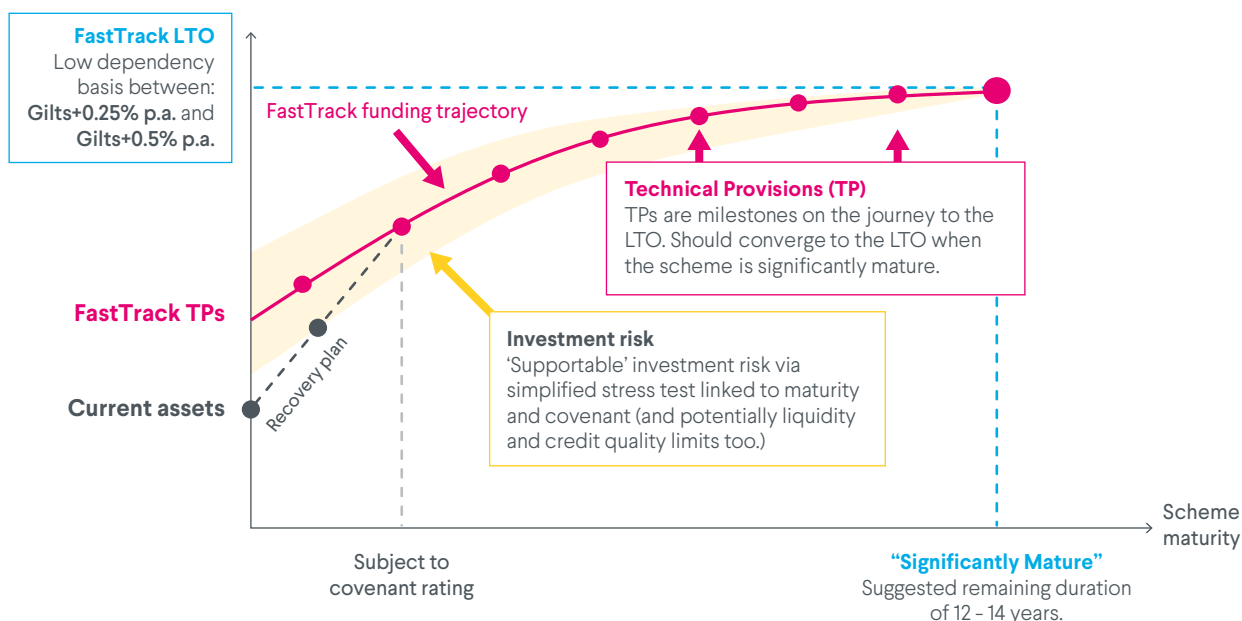 FastTrack LTO
Low dependency
basis between:
Gilts+0.25% p.a. and
Gilts+0.5% p.a.
FastTrack funding trajectory
Technical Provisions (TP)
TPs are milestones on the journey to the
LTO. Should converge to the LTO when
the scheme is significantly mature.
FastTrack TPs
Investment risk
‘Supportable’ investment risk via
simplified stress test linked to maturity
and covenant (and potentially liquidity
and credit quality limits too.)
Current assets
Recovery plan
Scheme
maturity
Subject to
covenant rating
“Significantly Mature”
Suggested remaining duration
of 12 - 14 years.